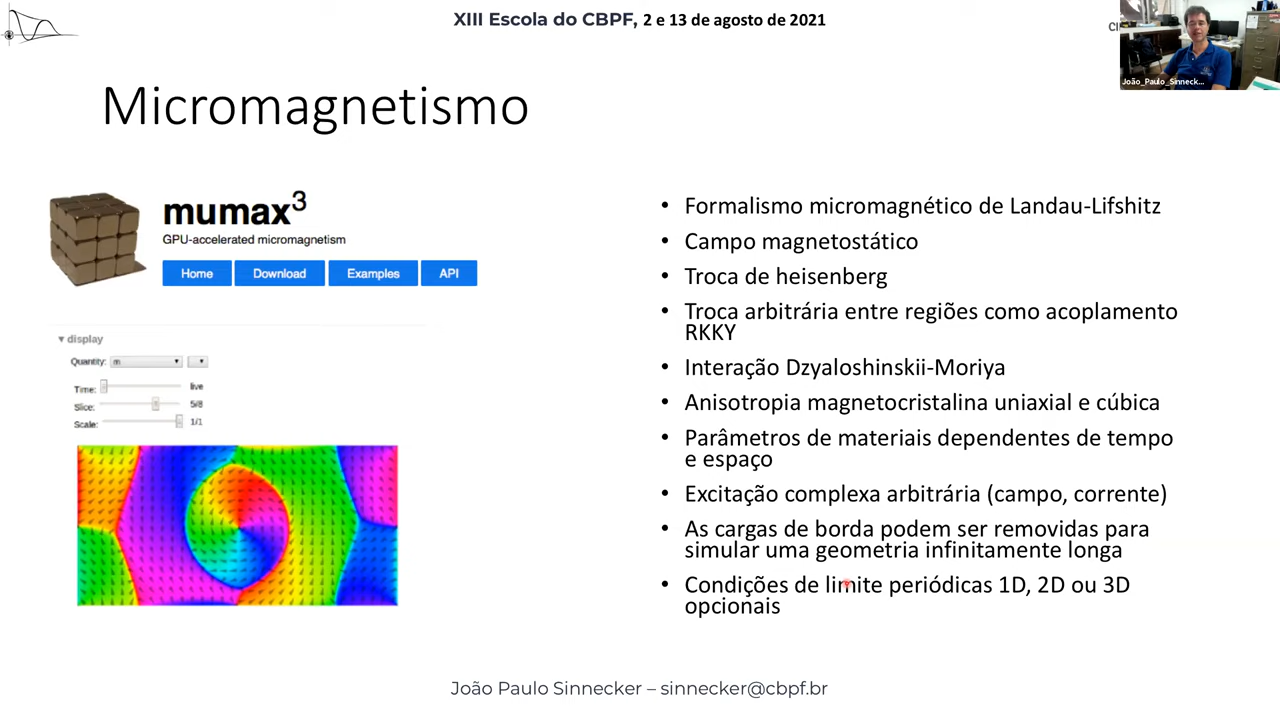 XIII Escola do CBPF, 2 e 13 de agosto de 2021
João_Paulo_Sinneck...
Micromagnetismo
mumax3
GPU-accelerated micromagnetism
Home Download Examples API
display
Quantity: m
Time: live
Slice: 5/8
Scale: 1/1
• Formalismo micromagnético de Landau-Lifshitz
• Campo magnetostático
• Troca de heisenberg
• Troca arbitrária entre regiões como acoplamento
RKKY
• Interação Dzyaloshinskii-Moriya
• Anisotropia magnetocristalina uniaxial e cúbica
• Parâmetros de materiais dependentes de tempo
e espaço
• Excitação complexa arbitrária (campo, corrente)
• As cargas de borda podem ser removidas para
simular uma geometria infinitamente longa
• Condições de limite periódicas 1D, 2D ou 3D
opcionais
João Paulo Sinnecker – sinnecker@cbpf.br